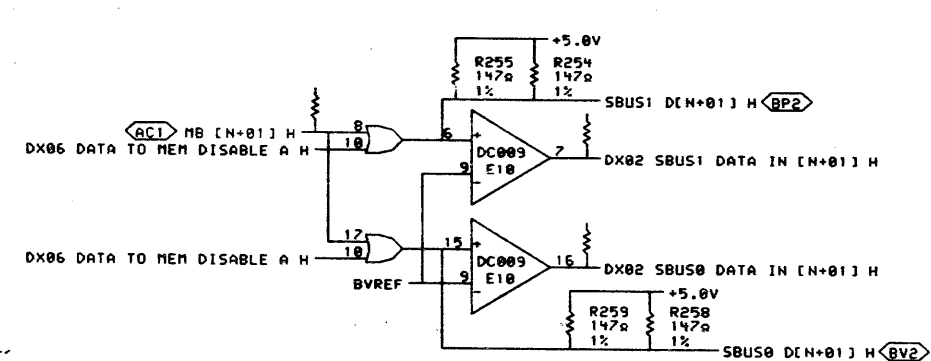 +5.0V
R255 R254
147Ω 147Ω
1% 1%
SBUS1 D[N+01] H BP2
AC1 MB [N+01] H 8
DX06 DATA TO MEM DISABLE A H 10
6 +
DC009 7 DX02 SBUS1 DATA IN [N+01] H
9 E10
-
17
DX06 DATA TO MEM DISABLE A H 10
15 +
DC009 16 DX02 SBUS0 DATA IN [N+01] H
BVREF 9 E10
-
+5.0V
R259 R258
147Ω 147Ω
1% 1%
SBUS0 D[N+01] H BV2